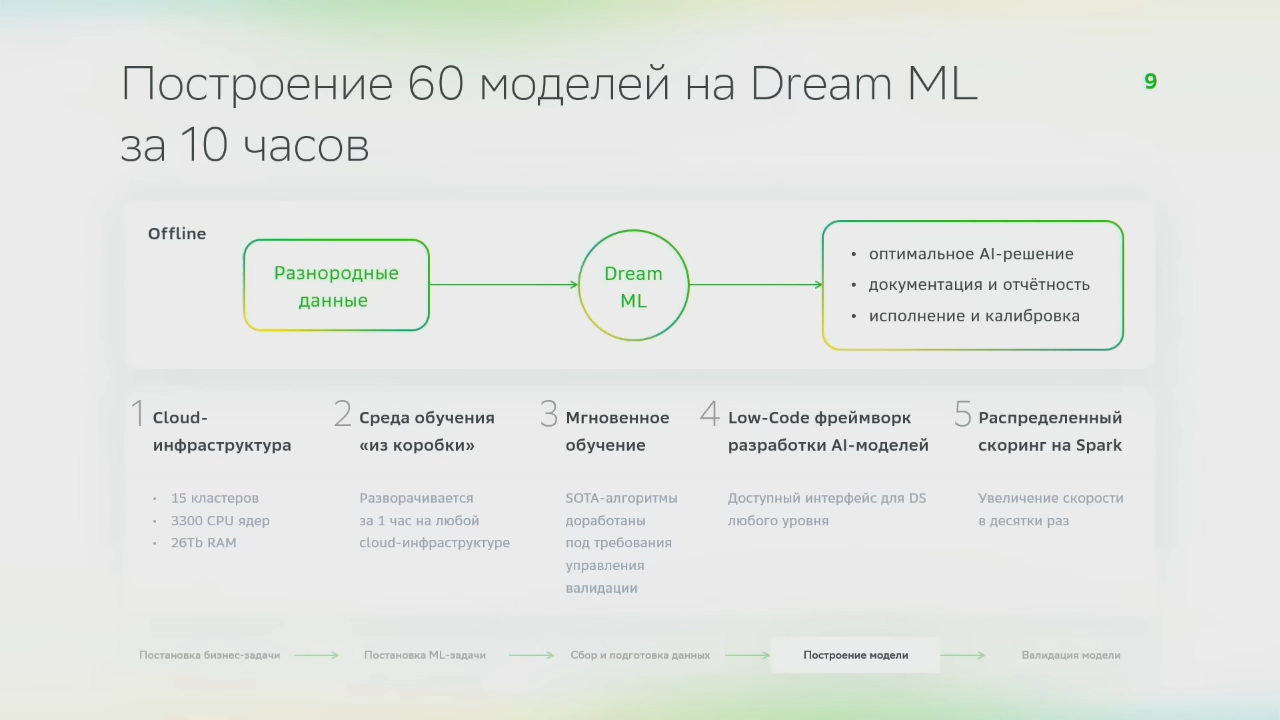 Построение 60 моделей на Dream ML
за 10 часов
9
Offline
Разнородные
данные
Dream
ML
• оптимальное AI-решение
• документация и отчётность
• исполнение и калибровка
1 Cloud-
инфраструктура
• 15 кластеров
• 3300 CPU ядер
• 26Tb RAM
2 Среда обучения
«из коробки»
Разворачивается
за 1 час на любой
cloud-инфраструктуре
3 Мгновенное
обучение
SOTA-алгоритмы
доработаны
под требования
управления
валидации
4 Low-Code фреймворк
разработки AI-моделей
Доступный интерфейс для DS
любого уровня
5 Распределенный
скоринг на Spark
Увеличение скорости
в десятки раз
Постановка бизнес-задачи
Постановка ML-задачи
Сбор и подготовка данных
Построение модели
Валидация модели